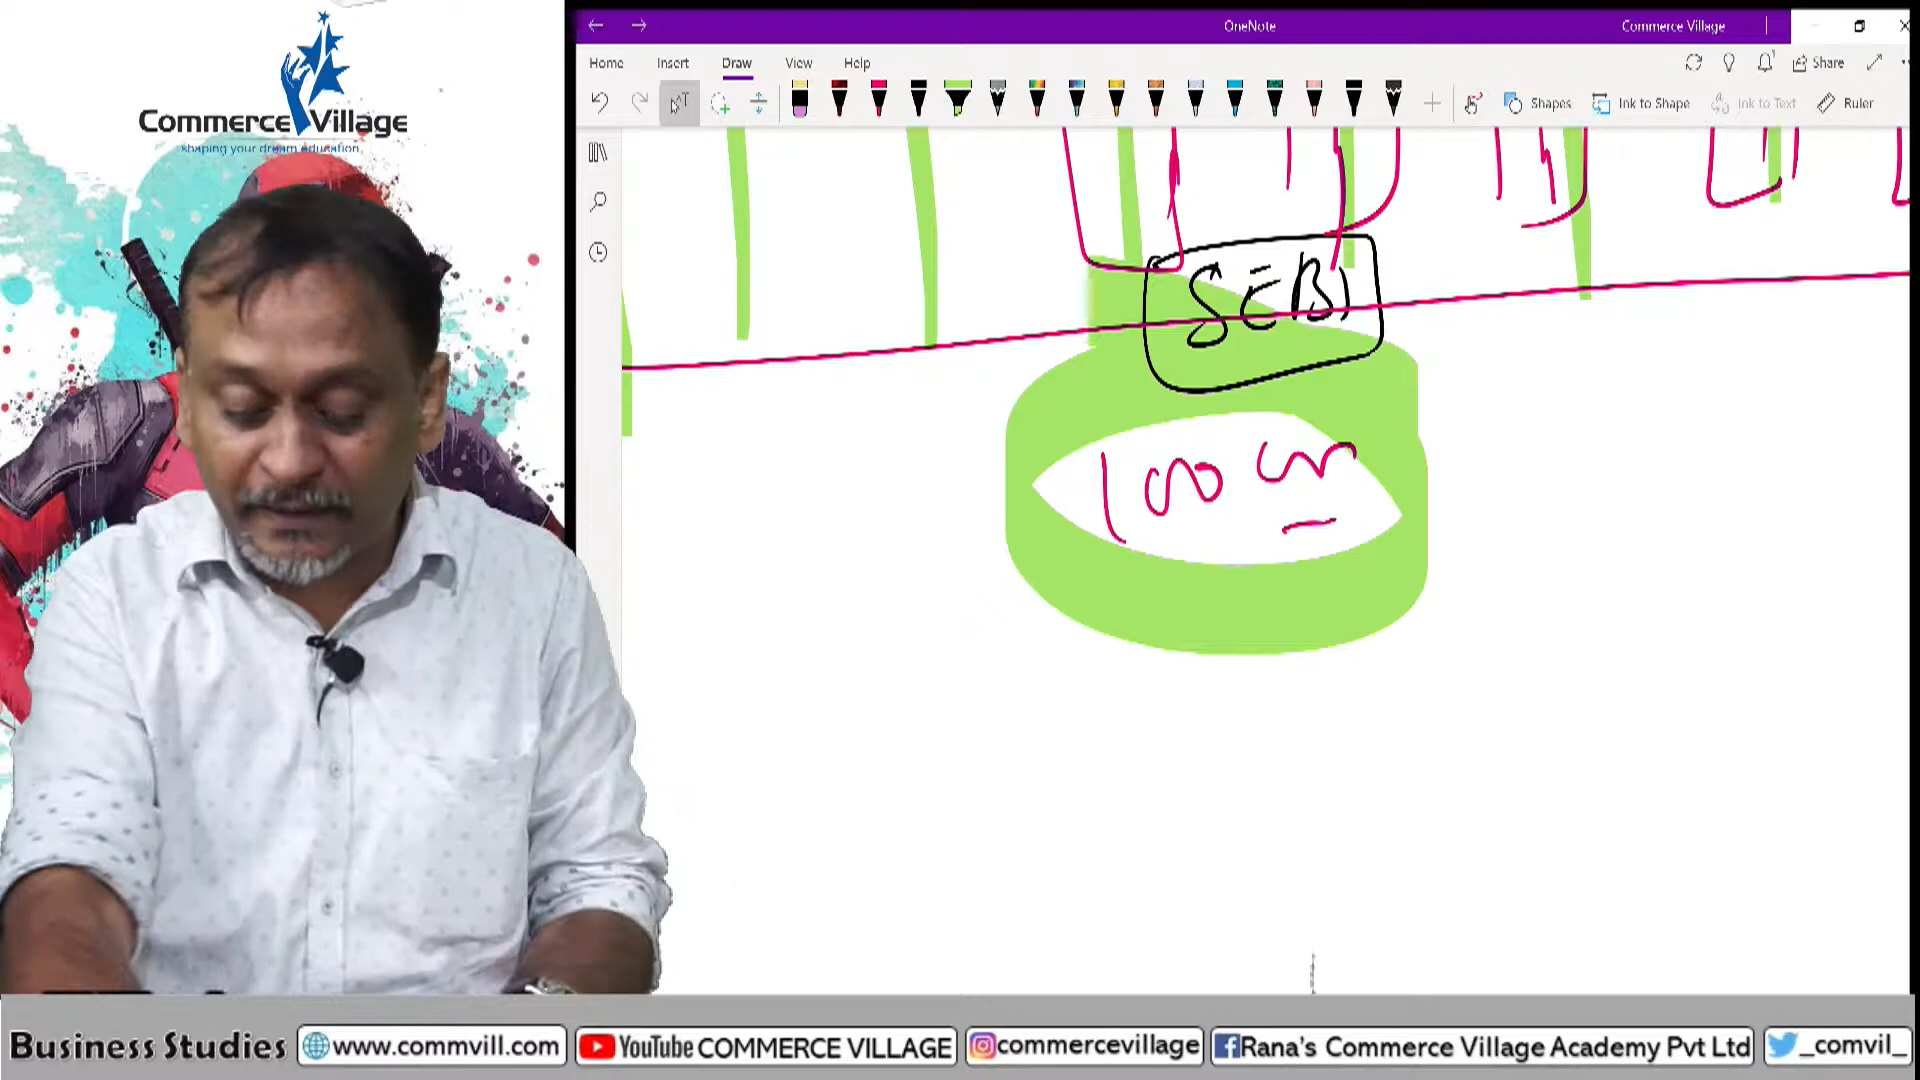 Commerce Village
shaping your dream education
OneNote
Commerce Village
Home Insert Draw View Help
Share
Shapes
Ink to Shape
Ink to Text
Ruler
SEBI
100 cr
Business Studies
www.commvill.com
YouTube COMMERCE VILLAGE
commercevillage
Rana's Commerce Village Academy Pvt Ltd
_comvil_